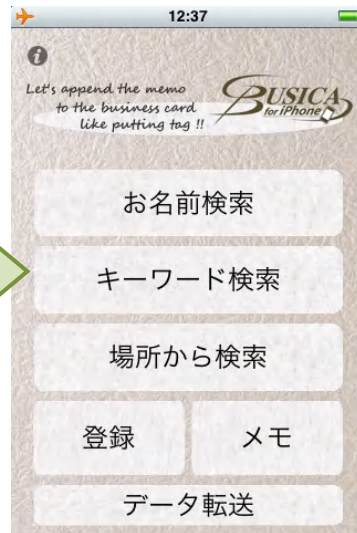 12:37
Let's append the memo
to the business card
like putting tag !!
BUSICA
for iPhone
お名前検索
キーワード検索
場所から検索
登録
メモ
データ転送